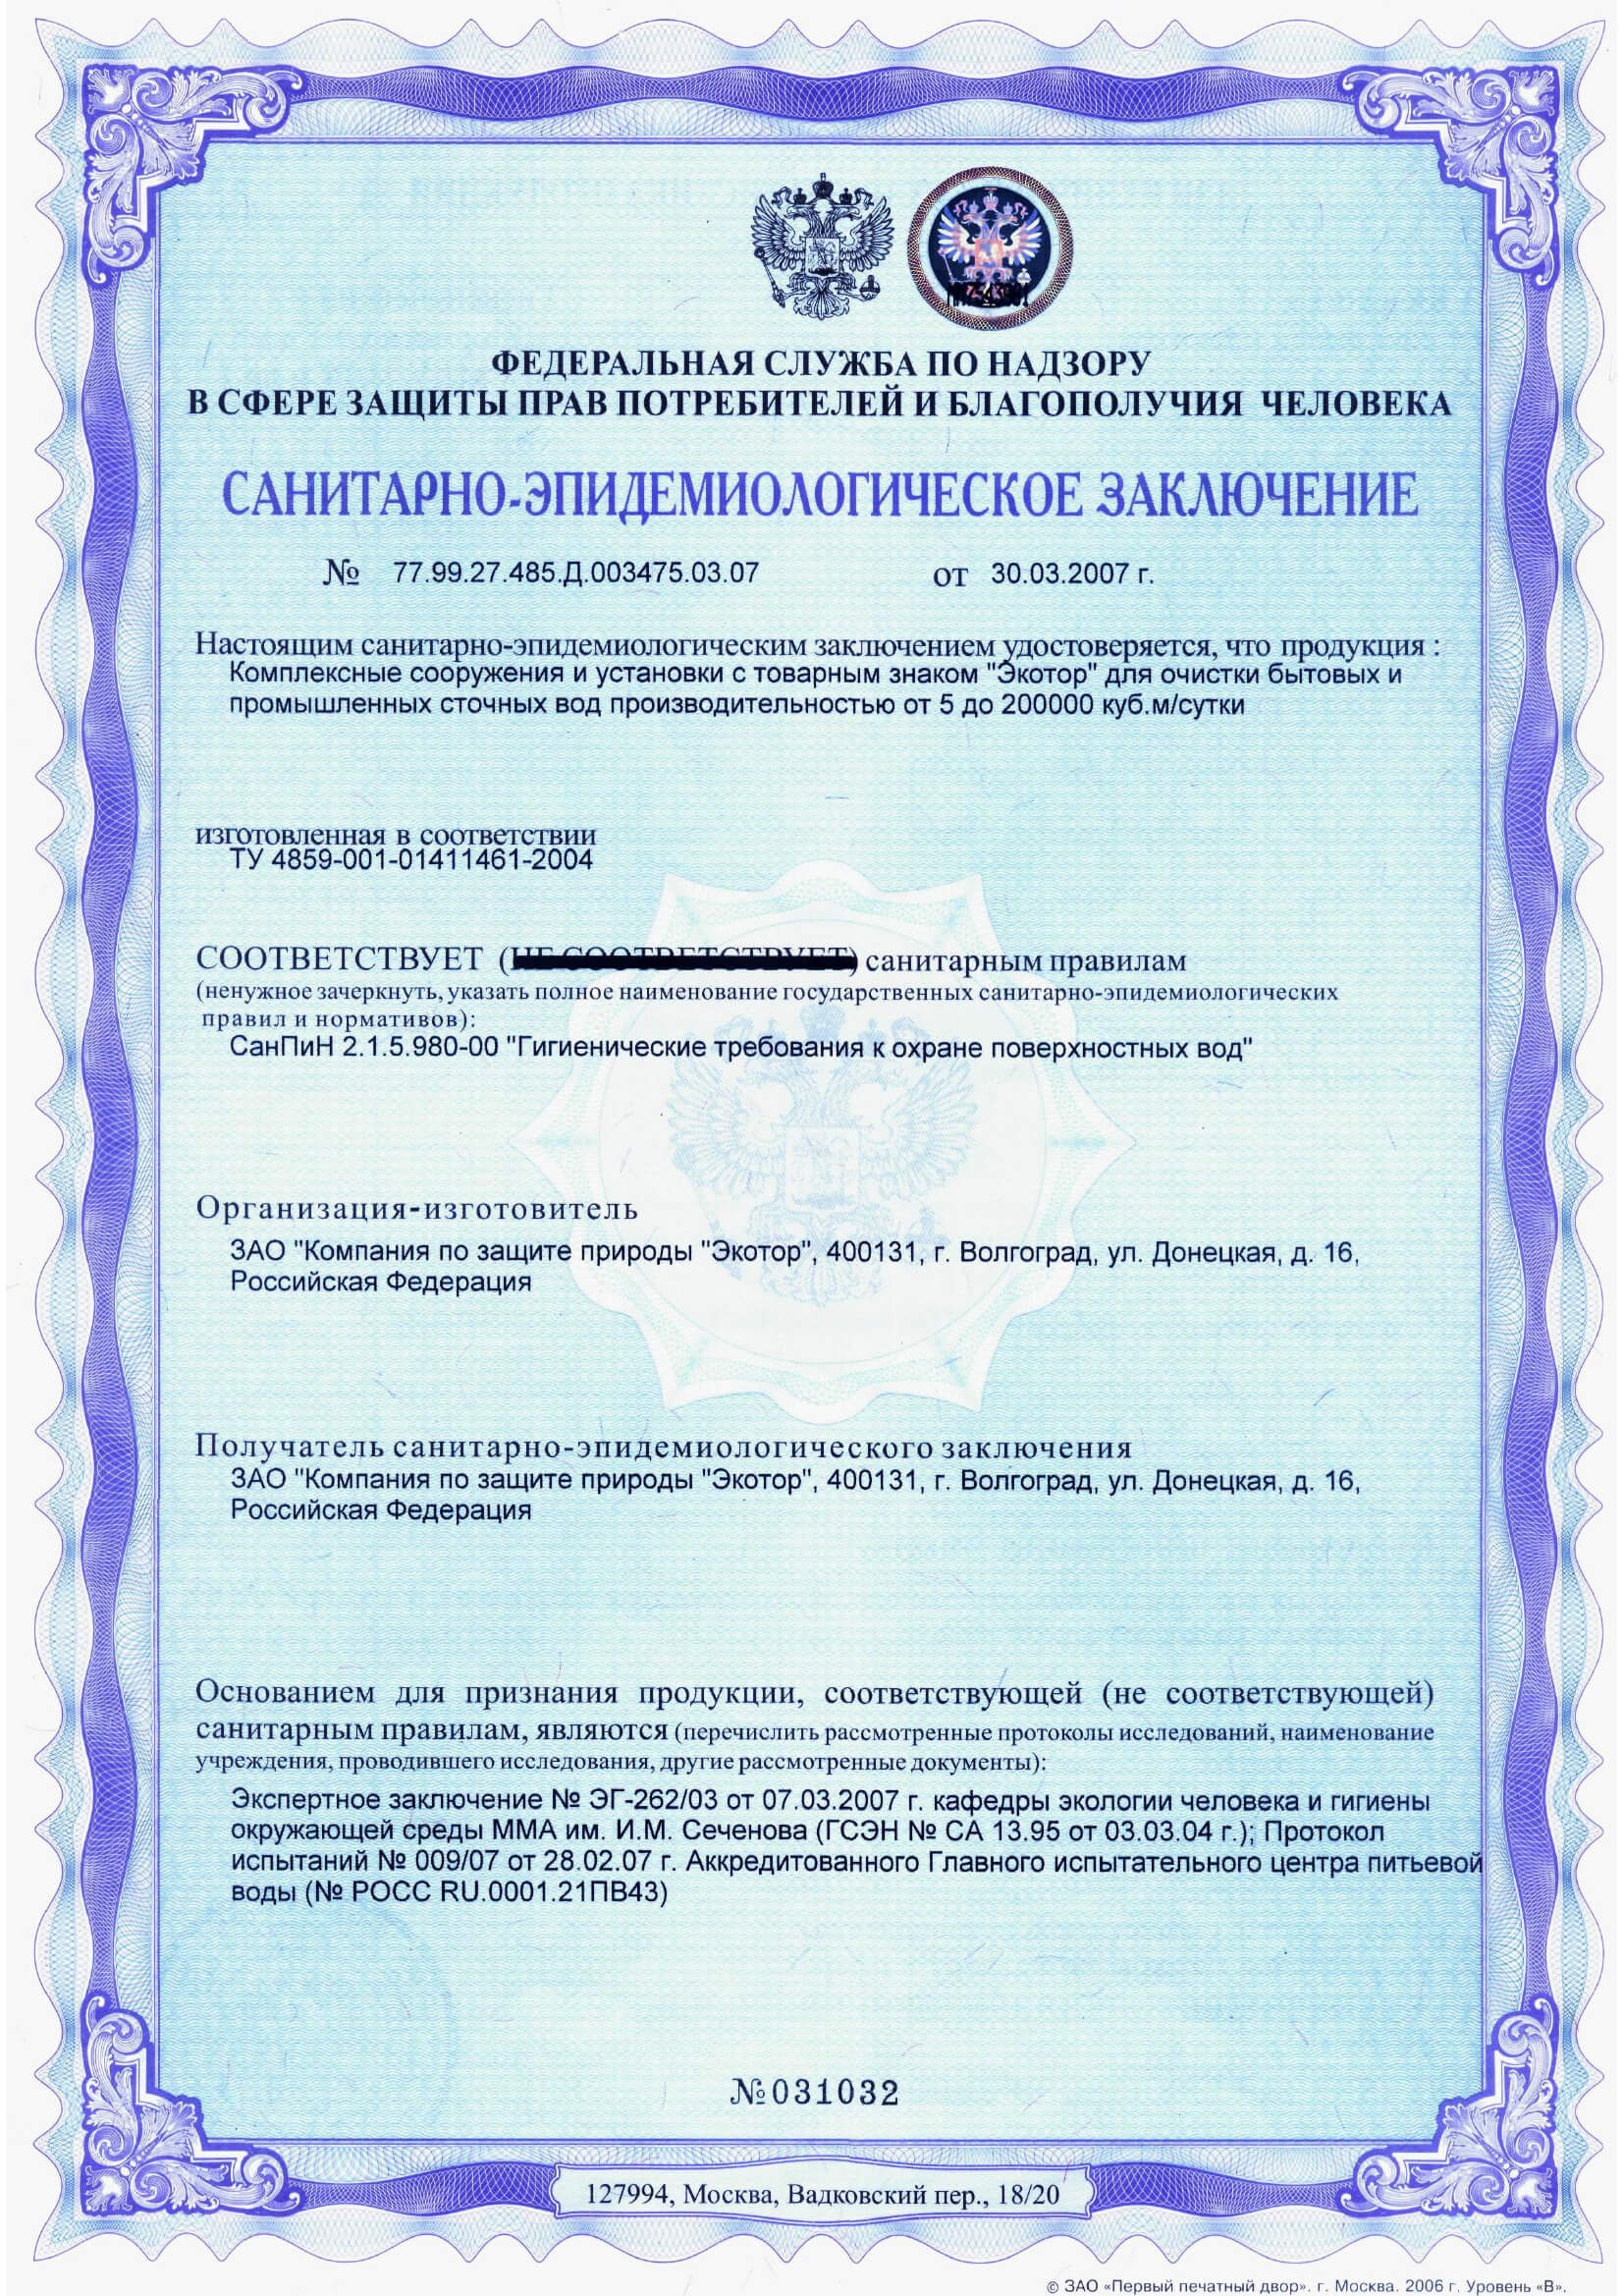 ФЕДЕРАЛЬНАЯ СЛУЖБА ПО НАДЗОРУ
В СФЕРЕ ЗАЩИТЫ ПРАВ ПОТРЕБИТЕЛЕЙ И БЛАГОПОЛУЧИЯ ЧЕЛОВЕКА
САНИТАРНО-ЭПИДЕМИОЛОГИЧЕСКОЕ ЗАКЛЮЧЕНИЕ
№ 77.99.27.485.Д.003475.03.07 от 30.03.2007 г.
Настоящим санитарно-эпидемиологическим заключением удостоверяется, что продукция :
Комплексные сооружения и установки с товарным знаком "Экотор" для очистки бытовых и
промышленных сточных вод производительностью от 5 до 200000 куб.м/сутки
изготовленная в соответствии
ТУ 4859-001-01411461-2004
СООТВЕТСТВУЕТ (НЕ СООТВЕТСТВУЕТ) санитарным правилам
(ненужное зачеркнуть, указать полное наименование государственных санитарно-эпидемиологических
правил и нормативов):
СанПиН 2.1.5.980-00 "Гигиенические требования к охране поверхностных вод"
Организация-изготовитель
ЗАО "Компания по защите природы "Экотор", 400131, г. Волгоград, ул. Донецкая, д. 16,
Российская Федерация
Получатель санитарно-эпидемиологического заключения
ЗАО "Компания по защите природы "Экотор", 400131, г. Волгоград, ул. Донецкая, д. 16,
Российская Федерация
Основанием для признания продукции, соответствующей (не соответствующей)
санитарным правилам, являются (перечислить рассмотренные протоколы исследований, наименование
учреждения, проводившего исследования, другие рассмотренные документы):
Экспертное заключение № ЭГ-262/03 от 07.03.2007 г. кафедры экологии человека и гигиены
окружающей среды ММА им. И.М. Сеченова (ГСЭН № СА 13.95 от 03.03.04 г.); Протокол
испытаний № 009/07 от 28.02.07 г. Аккредитованного Главного испытательного центра питьевой
воды (№ РОСС RU.0001.21ПВ43)
№031032
127994, Москва, Вадковский пер., 18/20
© ЗАО «Первый печатный двор». г. Москва. 2006 г. Уровень «В».